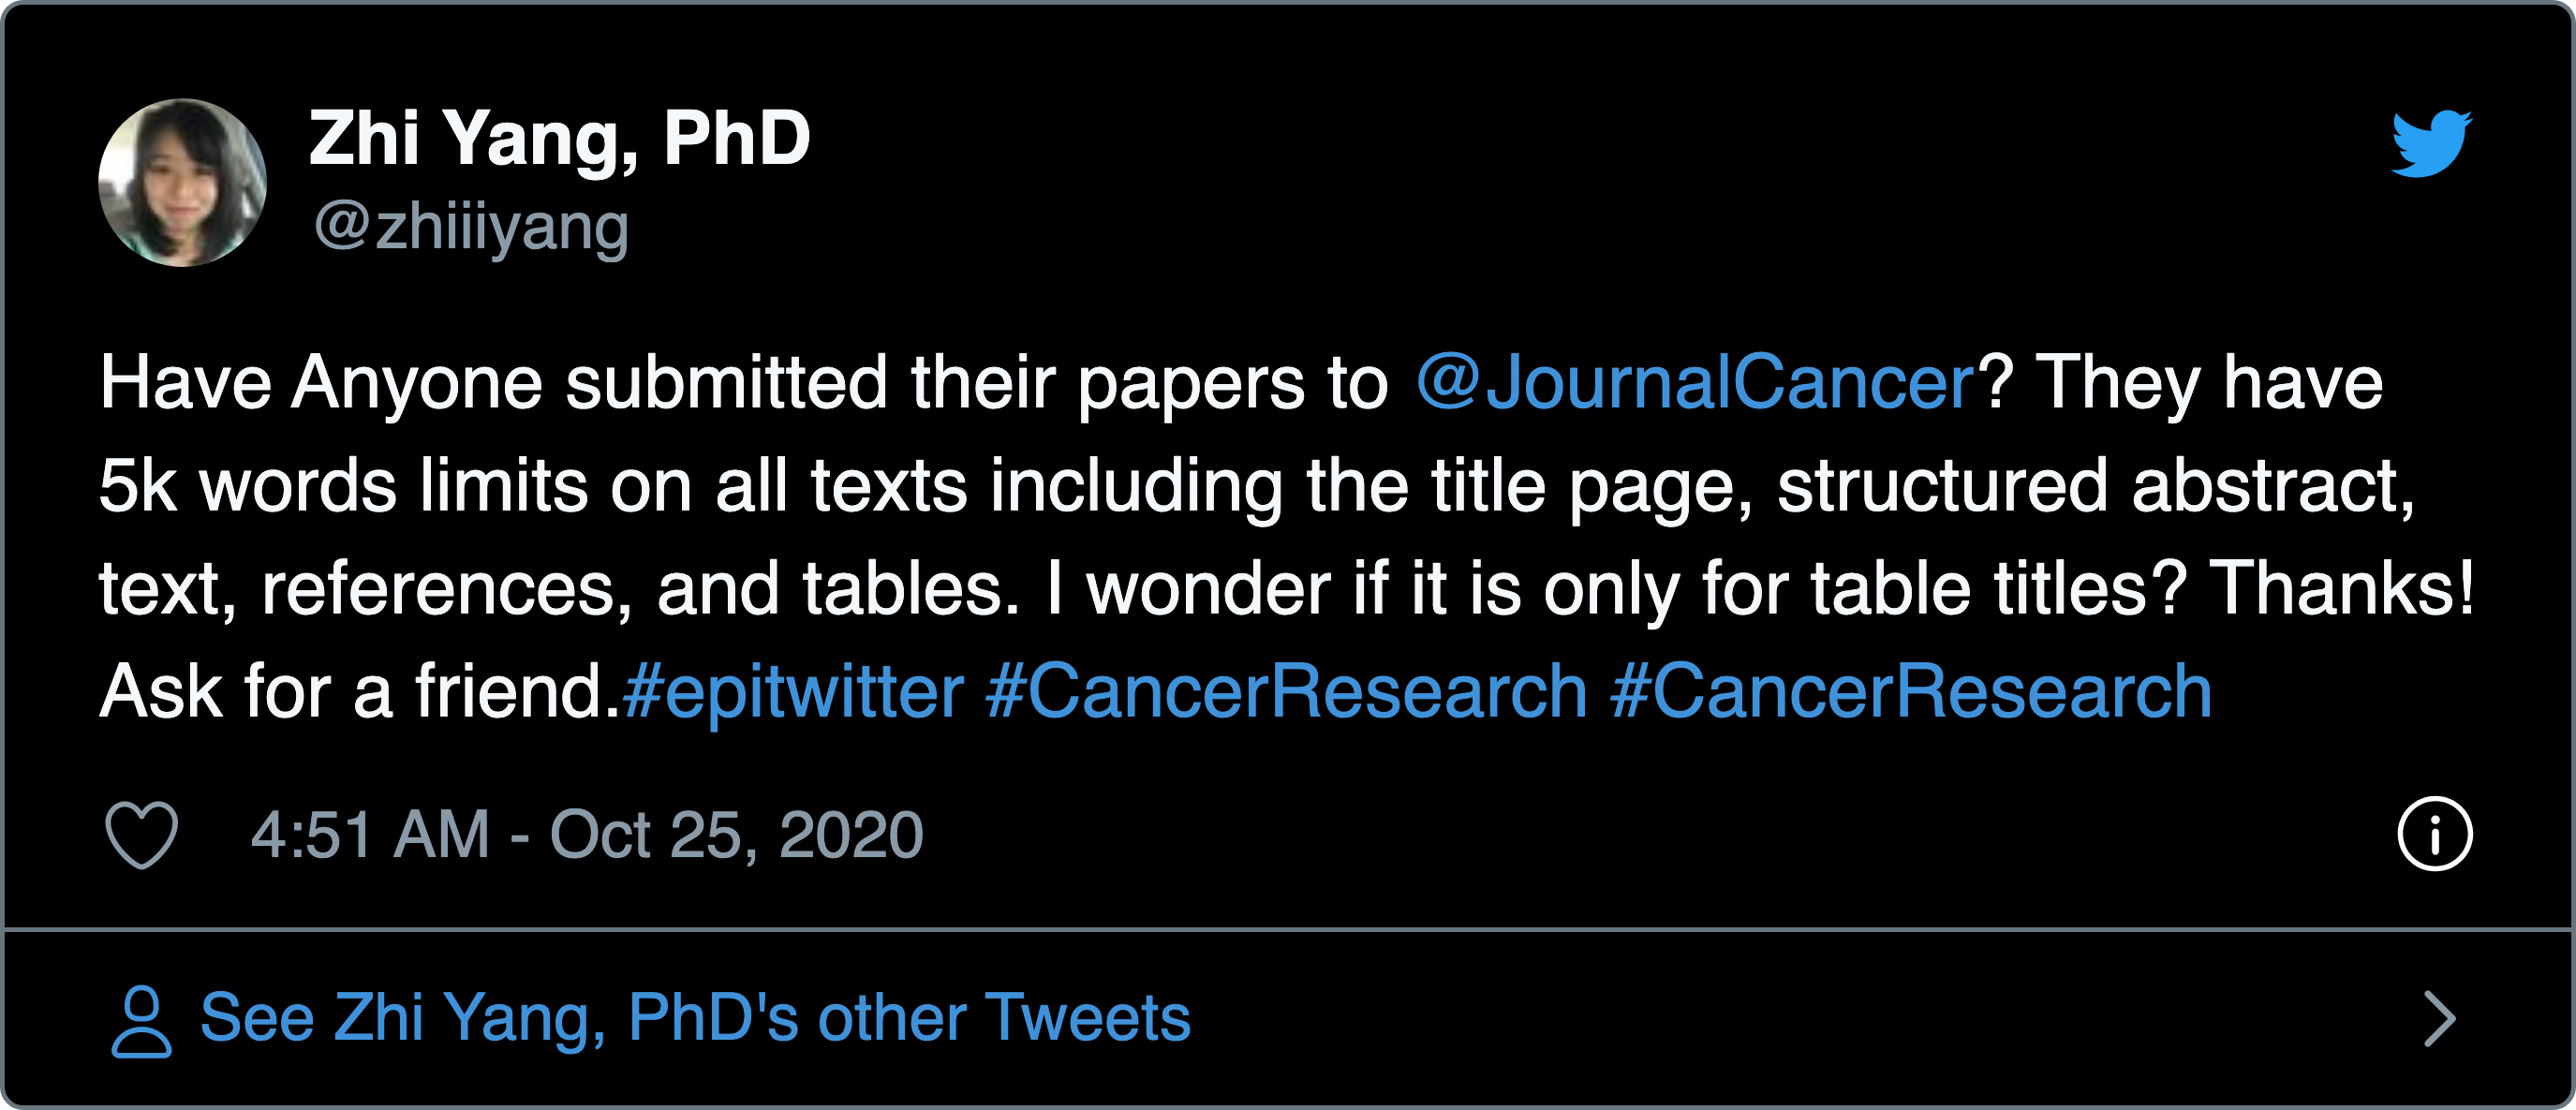 Zhi Yang, PhD
@zhiiiyang
Have Anyone submitted their papers to @JournalCancer? They have
5k words limits on all texts including the title page, structured abstract,
text, references, and tables. I wonder if it is only for table titles? Thanks!
Ask for a friend.#epitwitter #CancerResearch #CancerResearch
4:51 AM - Oct 25, 2020
See Zhi Yang, PhD's other Tweets